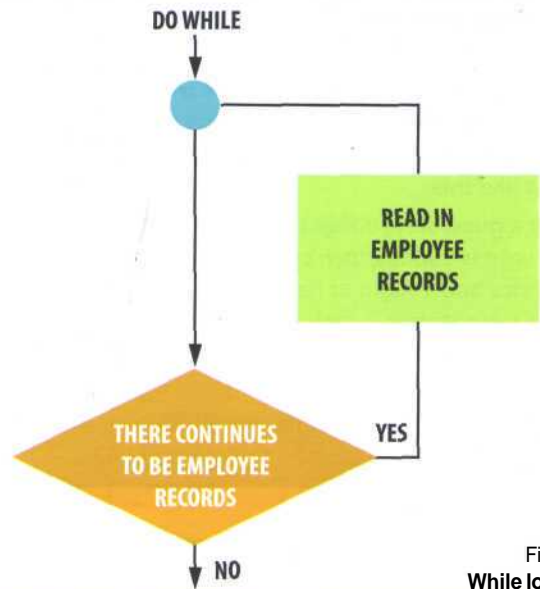 DO WHILE
READ IN
EMPLOYEE
RECORDS
THERE CONTINUES
TO BE EMPLOYEE
RECORDS
YES
NO
Fi
While lo